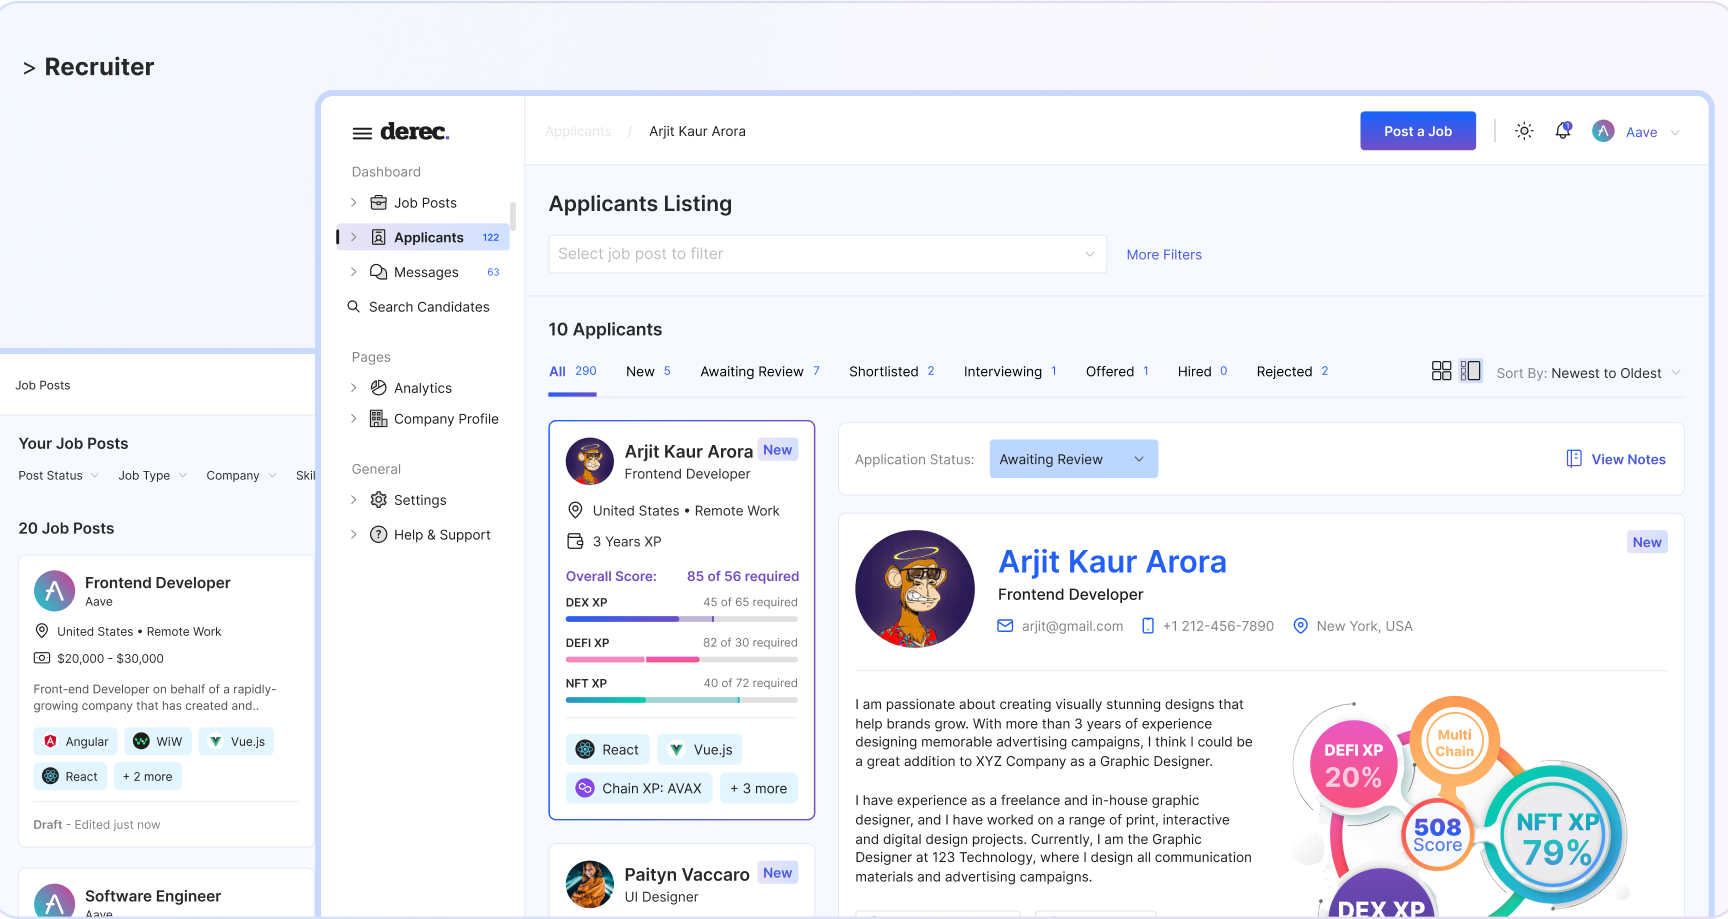 > Recruiter
Job Posts
Your Job Posts
Post Status
Job Type
Company
Skil
20 Job Posts
Frontend Developer
Aave
United States • Remote Work
$20,000 - $30,000
Front-end Developer on behalf of a rapidly-
growing company that has created and..
Angular
WiW
Vue.js
React
+ 2 more
Draft - Edited just now
Software Engineer
Aave
derec.
Dashboard
Job Posts
Applicants 122
Messages 63
Search Candidates
Pages
Analytics
Company Profile
General
Settings
Help & Support
Applicants / Arjit Kaur Arora
Post a Job
1
Aave
Applicants Listing
Select job post to filter
More Filters
10 Applicants
All 290
New 5
Awaiting Review 7
Shortlisted 2
Interviewing 1
Offered 1
Hired 0
Rejected 2
Sort By: Newest to Oldest
Arjit Kaur Arora New
Frontend Developer
United States • Remote Work
3 Years XP
Overall Score: 85 of 56 required
DEX XP 45 of 65 required
DEFI XP 82 of 30 required
NFT XP 40 of 72 required
React
Vue.js
Chain XP: AVAX
+ 3 more
Paityn Vaccaro New
UI Designer
Application Status: Awaiting Review
View Notes
New
Arjit Kaur Arora
Frontend Developer
arjit@gmail.com
+1 212-456-7890
New York, USA
I am passionate about creating visually stunning designs that
help brands grow. With more than 3 years of experience
designing memorable advertising campaigns, I think I could be
a great addition to XYZ Company as a Graphic Designer.
I have experience as a freelance and in-house graphic
designer, and I have worked on a range of print, interactive
and digital design projects. Currently, I am the Graphic
Designer at 123 Technology, where I design all communication
materials and advertising campaigns.
DEFI XP
20%
Multi
Chain
508
Score
NFT XP
79%
DEX XP